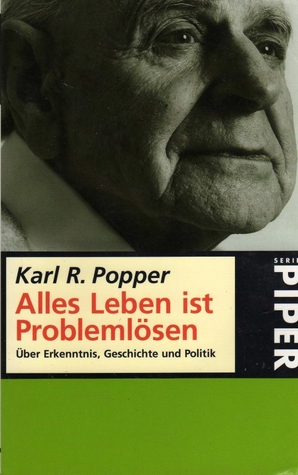 Karl R. Popper
Alles Leben ist
Problemlösen
Über Erkenntnis, Geschichte und Politik
SERIE
PIPER